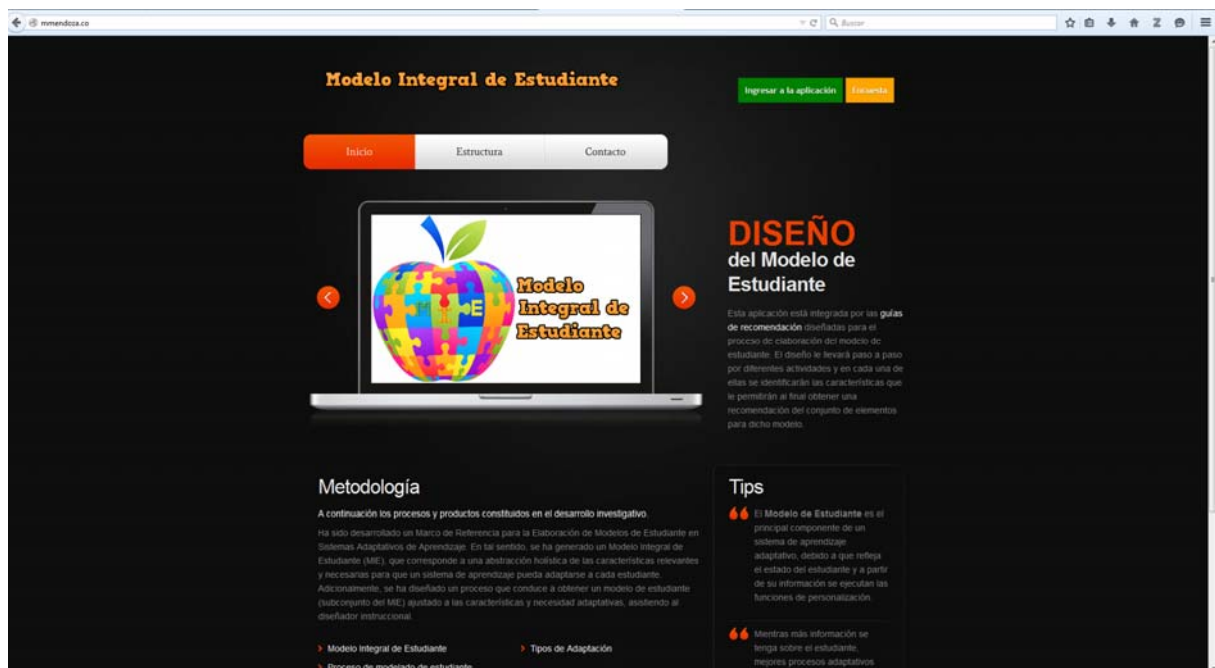 mmendoza.co
Buscar
Modelo Integral de Estudiante
Ingresar a la aplicación
Encuesta
Inicio
Estructura
Contacto
M I E
Modelo
Integral de
Estudiante
DISEÑO
del Modelo de
Estudiante
Esta aplicación está integrada por las guías
de recomendación diseñadas para el
proceso de elaboración del modelo de
estudiante. El diseño le llevará paso a paso
por diferentes actividades y en cada una de
ellas se identificarán las características que
le permitirán al final obtener una
recomendación del conjunto de elementos
para dicho modelo.
Metodología
A continuación los procesos y productos constituidos en el desarrollo investigativo.
Ha sido desarrollado un Marco de Referencia para la Elaboración de Modelos de Estudiante en
Sistemas Adaptativos de Aprendizaje. En tal sentido, se ha generado un Modelo Integral de
Estudiante (MIE), que corresponde a una abstracción holística de las características relevantes
y necesarias para que un sistema de aprendizaje pueda adaptarse a cada estudiante.
Adicionalmente, se ha diseñado un proceso que conduce a obtener un modelo de estudiante
(subconjunto del MIE) ajustado a las características y necesidad adaptativas, asistiendo al
diseñador instruccional.
Modelo Integral de Estudiante
Tipos de Adaptación
Proceso de modelado de estudiante
Tips
El Modelo de Estudiante es el
principal componente de un
sistema de aprendizaje
adaptativo, debido a que refleja
el estado del estudiante y a partir
de su información se ejecutan las
funciones de personalización.
Mientras más información se
tenga sobre el estudiante,
mejores procesos adaptativos